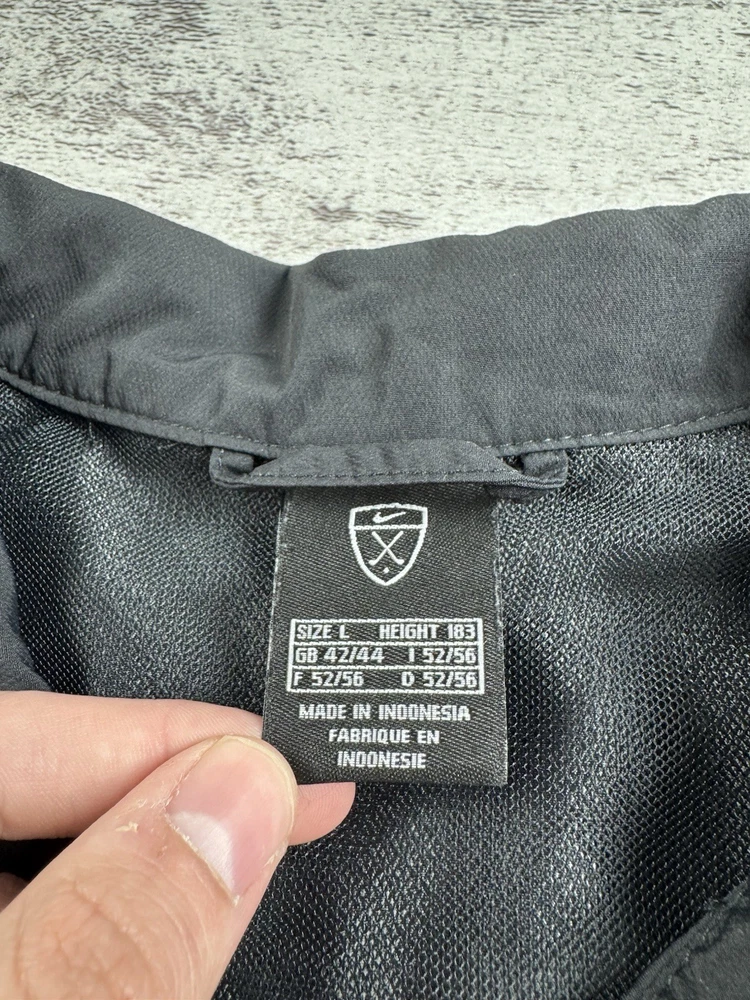 SIZE L HEIGHT 183
GB 42/44 I 52/56
F 52/56 D 52/56
MADE IN INDONESIA
FABRIQUE EN
INDONESIE